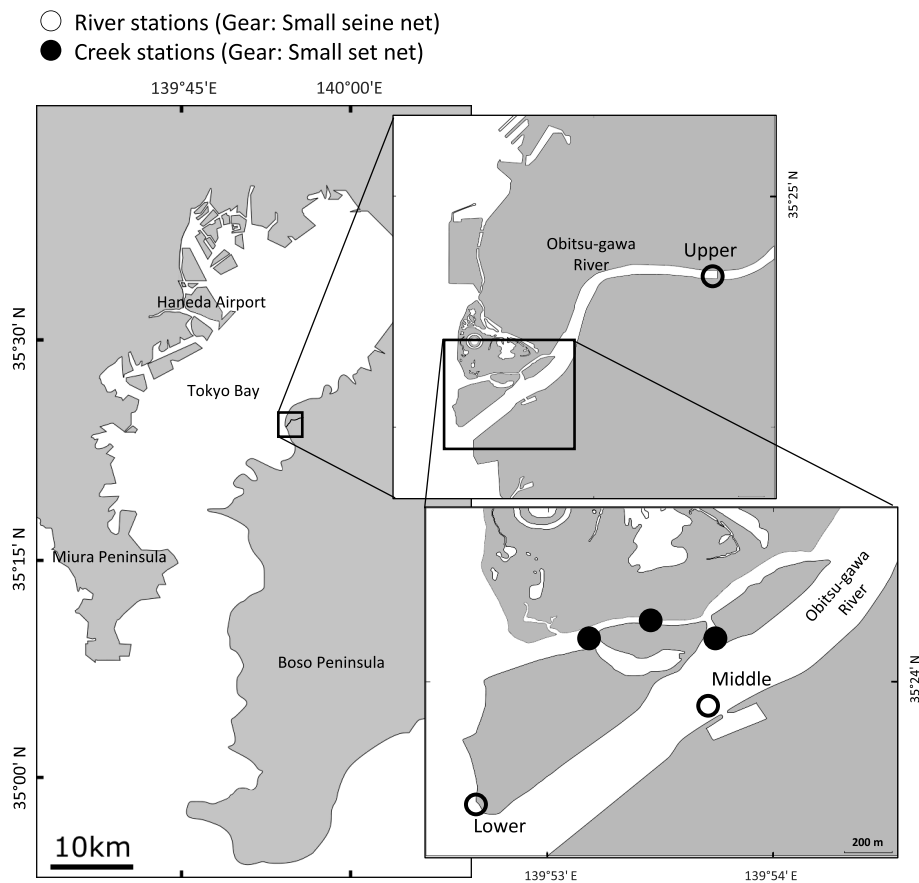 River stations (Gear: Small seine net)
Creek stations (Gear: Small set net)
139°45'E
140°00'E
35°25' N
Obitsu-gawa
River
Upper
Haneda Airport
35°30' N
Tokyo Bay
Miura Peninsula
35°15' N
Obitsu-gawa
River
Boso Peninsula
Middle
35°24' N
35°00' N
Lower
10km
200 m
139°53'E
139°54' E